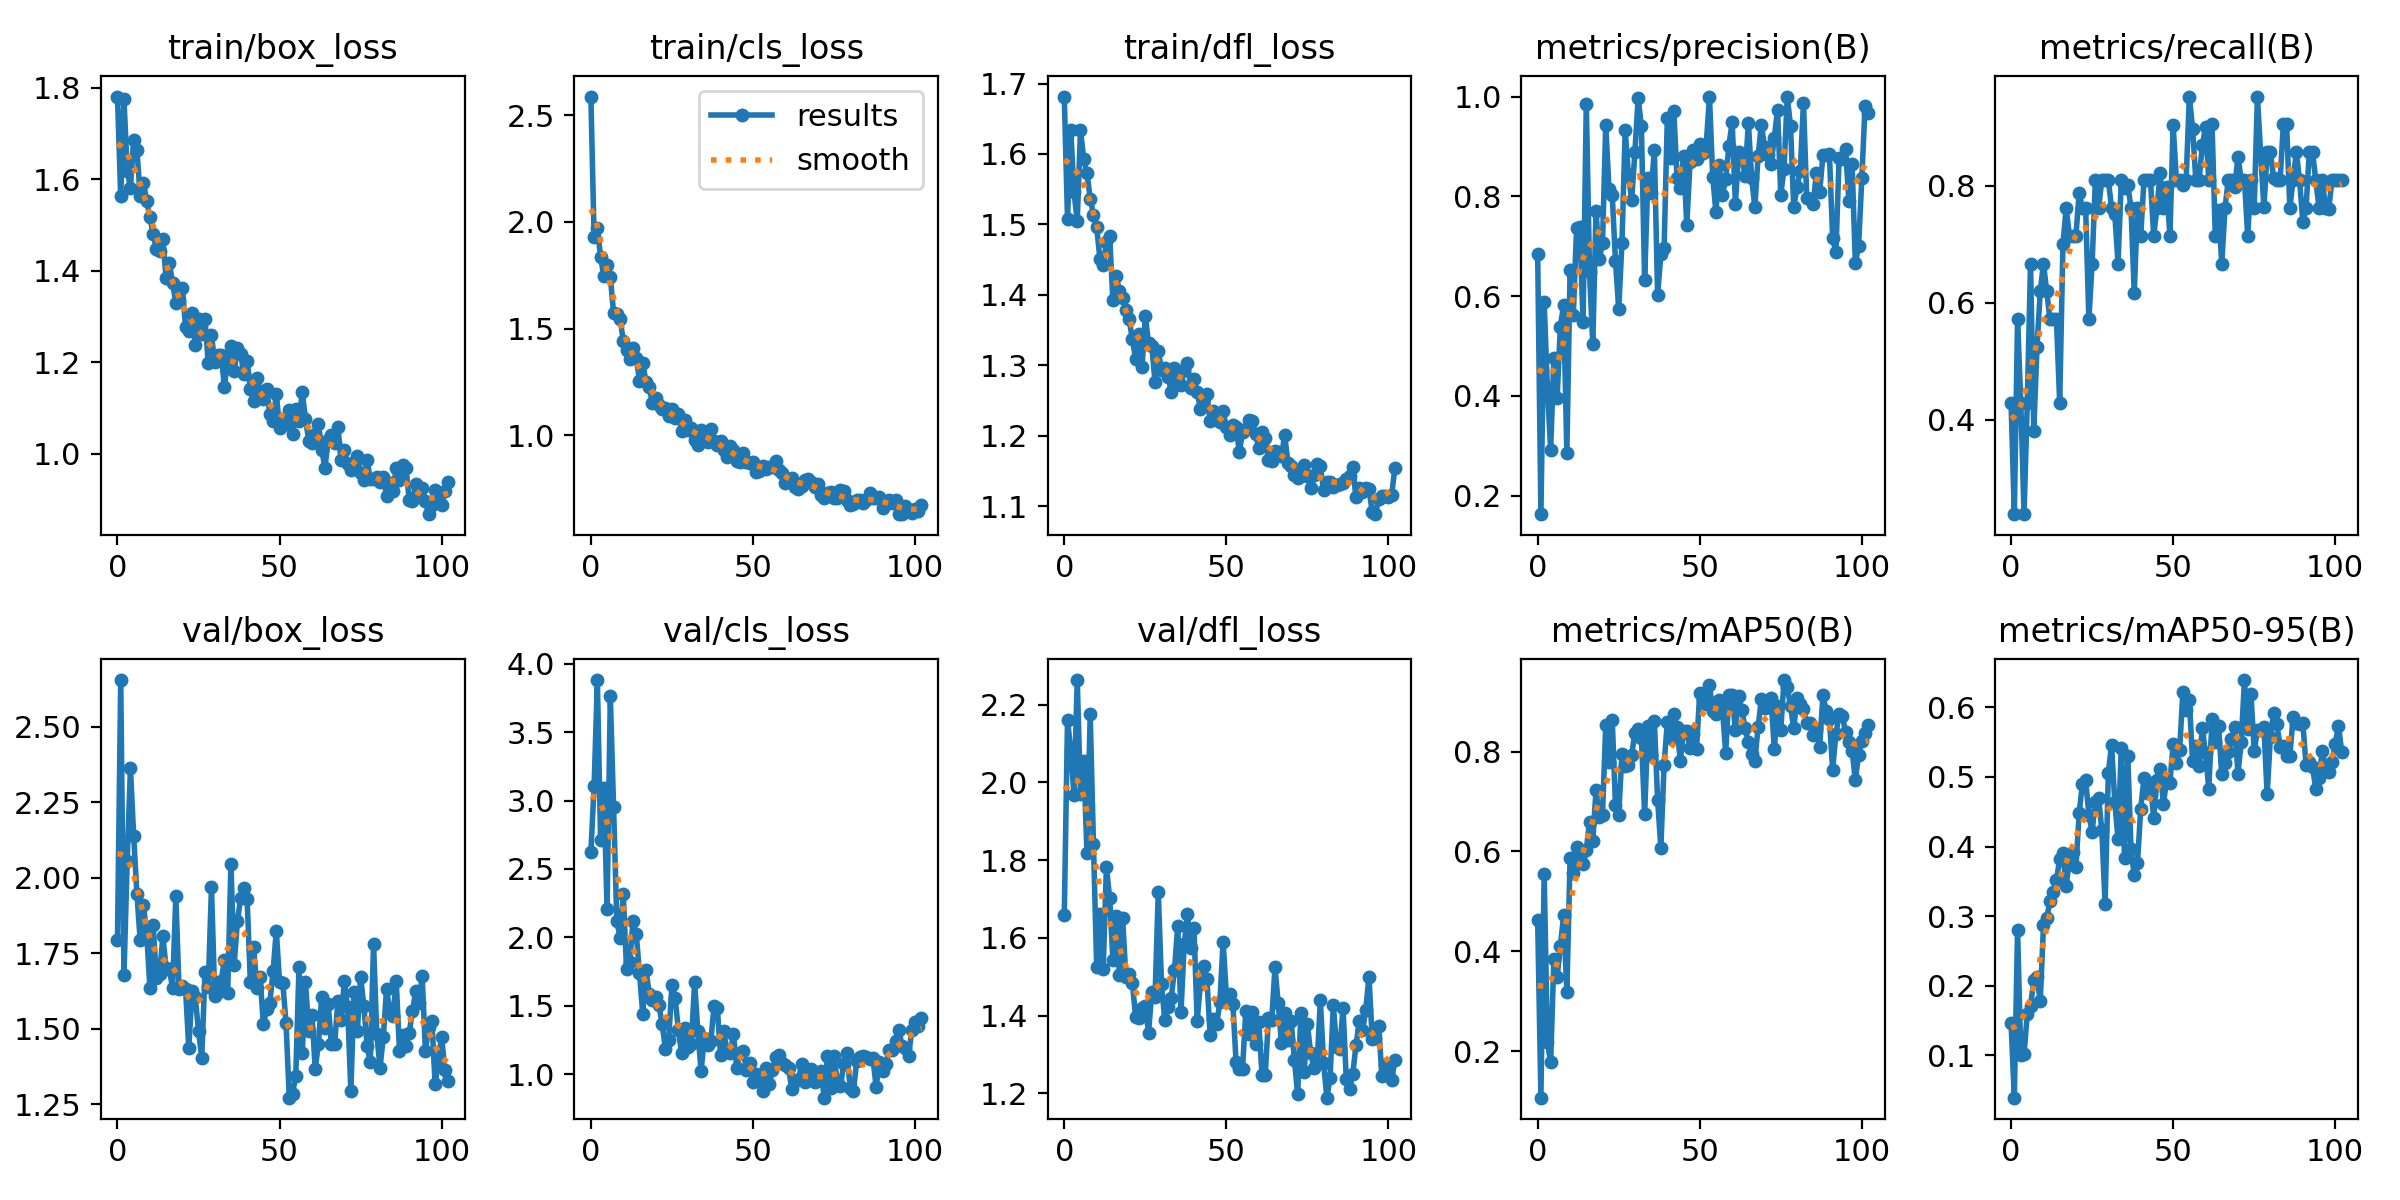 train/box_loss
1.8
1.6
1.4
1.2
1.0
0 50 100
train/cls_loss
results
smooth
2.5
2.0
1.5
1.0
0 50 100
train/dfl_loss
1.7
1.6
1.5
1.4
1.3
1.2
1.1
0 50 100
metrics/precision(B)
1.0
0.8
0.6
0.4
0.2
0 50 100
metrics/recall(B)
0.8
0.6
0.4
0 50 100
val/box_loss
2.50
2.25
2.00
1.75
1.50
1.25
0 50 100
val/cls_loss
4.0
3.5
3.0
2.5
2.0
1.5
1.0
0 50 100
val/dfl_loss
2.2
2.0
1.8
1.6
1.4
1.2
0 50 100
metrics/mAP50(B)
0.8
0.6
0.4
0.2
0 50 100
metrics/mAP50-95(B)
0.6
0.5
0.4
0.3
0.2
0.1
0 50 100